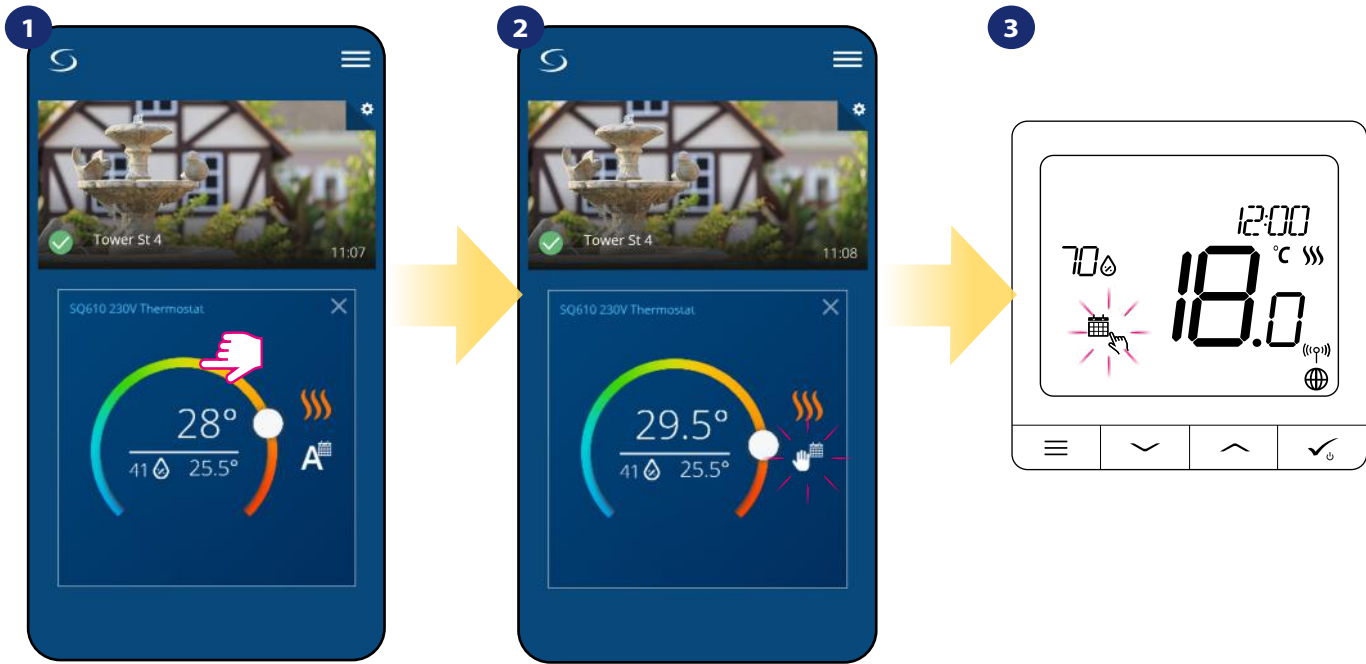 1
2
3
Tower St 4
11:07
SQ610 230V Thermostat
28°
41 25.5°
A
Tower St 4
11:08
SQ610 230V Thermostat
29.5°
41 25.5°
12:00
70
°C
18.0